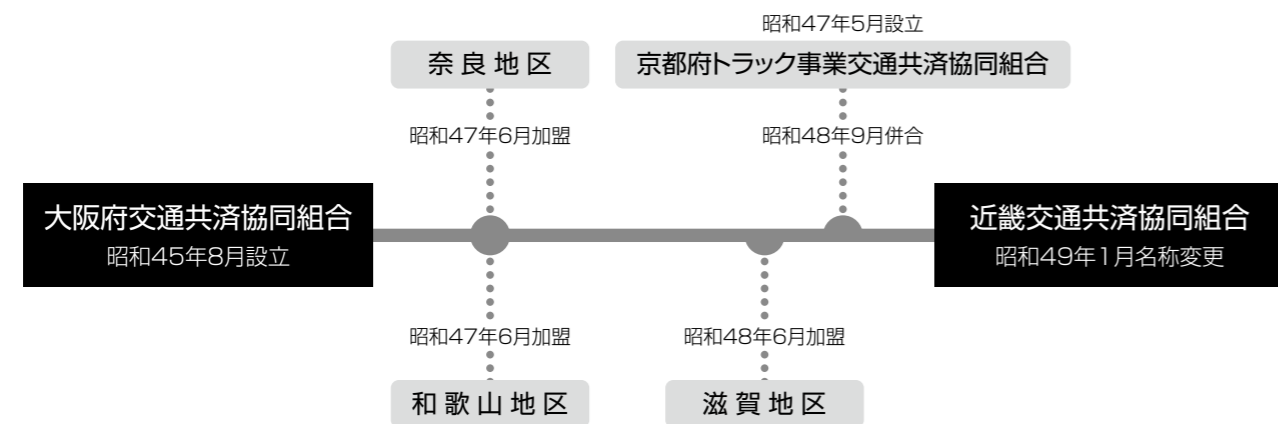 昭和47年5月設立
奈良地区
京都府トラック事業交通共済協同組合
昭和47年6月加盟
昭和48年9月併合
大阪府交通共済協同組合
昭和45年8月設立
近畿交通共済協同組合
昭和49年1月名称変更
昭和47年6月加盟
昭和48年6月加盟
和歌山地区
滋賀地区